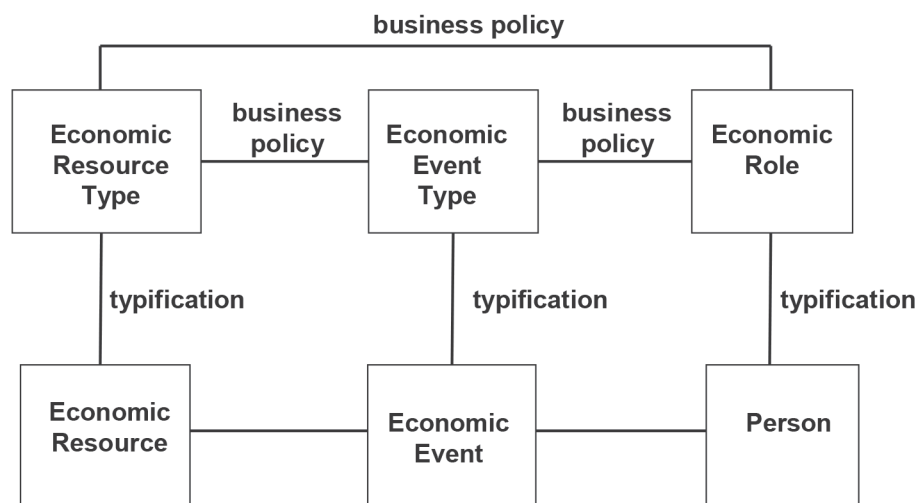 business policy
Economic
Resource
Type
business
policy
Economic
Event
Type
business
policy
Economic
Role
typification
typification
typification
Economic
Resource
Economic
Event
Person